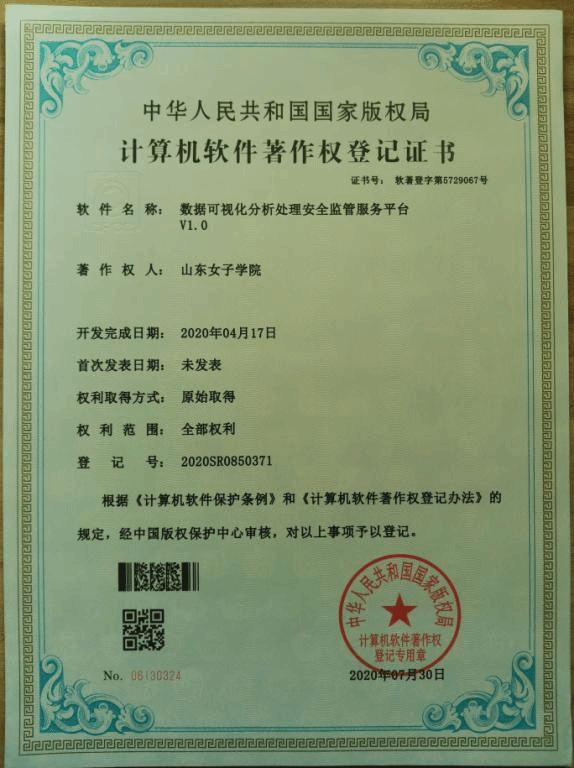 中华人民共和国国家版权局
计算机软件著作权登记证书
证书号: 软著登字第5729067号
软件名称: 数据可视化分析处理安全监管服务平台
V1.0
著作权人: 山东女子学院
开发完成日期: 2020年04月17日
首次发表日期: 未发表
权利取得方式: 原始取得
权利范围: 全部权利
登记号: 2020SR0850371
根据《计算机软件保护条例》和《计算机软件著作权登记办法》的
规定,经中国版权保护中心审核,对以上事项予以登记。
中华人民共和国国家版权局
计算机软件著作权
登记专用章
No. 06130324
2020年07月30日